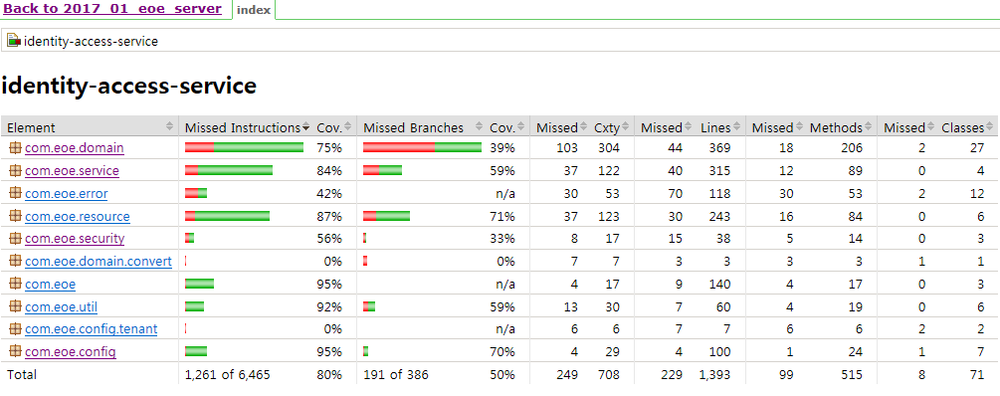 Back to 2017_01_eoe_server index
identity-access-service
identity-access-service
Element Missed Instructions Cov. Missed Branches Cov. Missed Cxty Missed Lines Missed Methods Missed Classes
com.eoe.domain 75% 39% 103 304 44 369 18 206 2 27
com.eoe.service 84% 59% 37 122 40 315 12 89 0 4
com.eoe.error 42% n/a 30 53 70 118 30 53 2 12
com.eoe.resource 87% 71% 37 123 30 243 16 84 0 6
com.eoe.security 56% 33% 8 17 15 38 5 14 0 3
com.eoe.domain.convert 0% 0% 7 7 3 3 3 3 1 1
com.eoe 95% n/a 4 17 9 140 4 17 0 3
com.eoe.util 92% 59% 13 30 7 60 4 19 0 6
com.eoe.config.tenant 0% n/a 6 6 7 7 6 6 2 2
com.eoe.config 95% 70% 4 29 4 100 1 24 1 7
Total 1,261 of 6,465 80% 191 of 386 50% 249 708 229 1,393 99 515 8 71